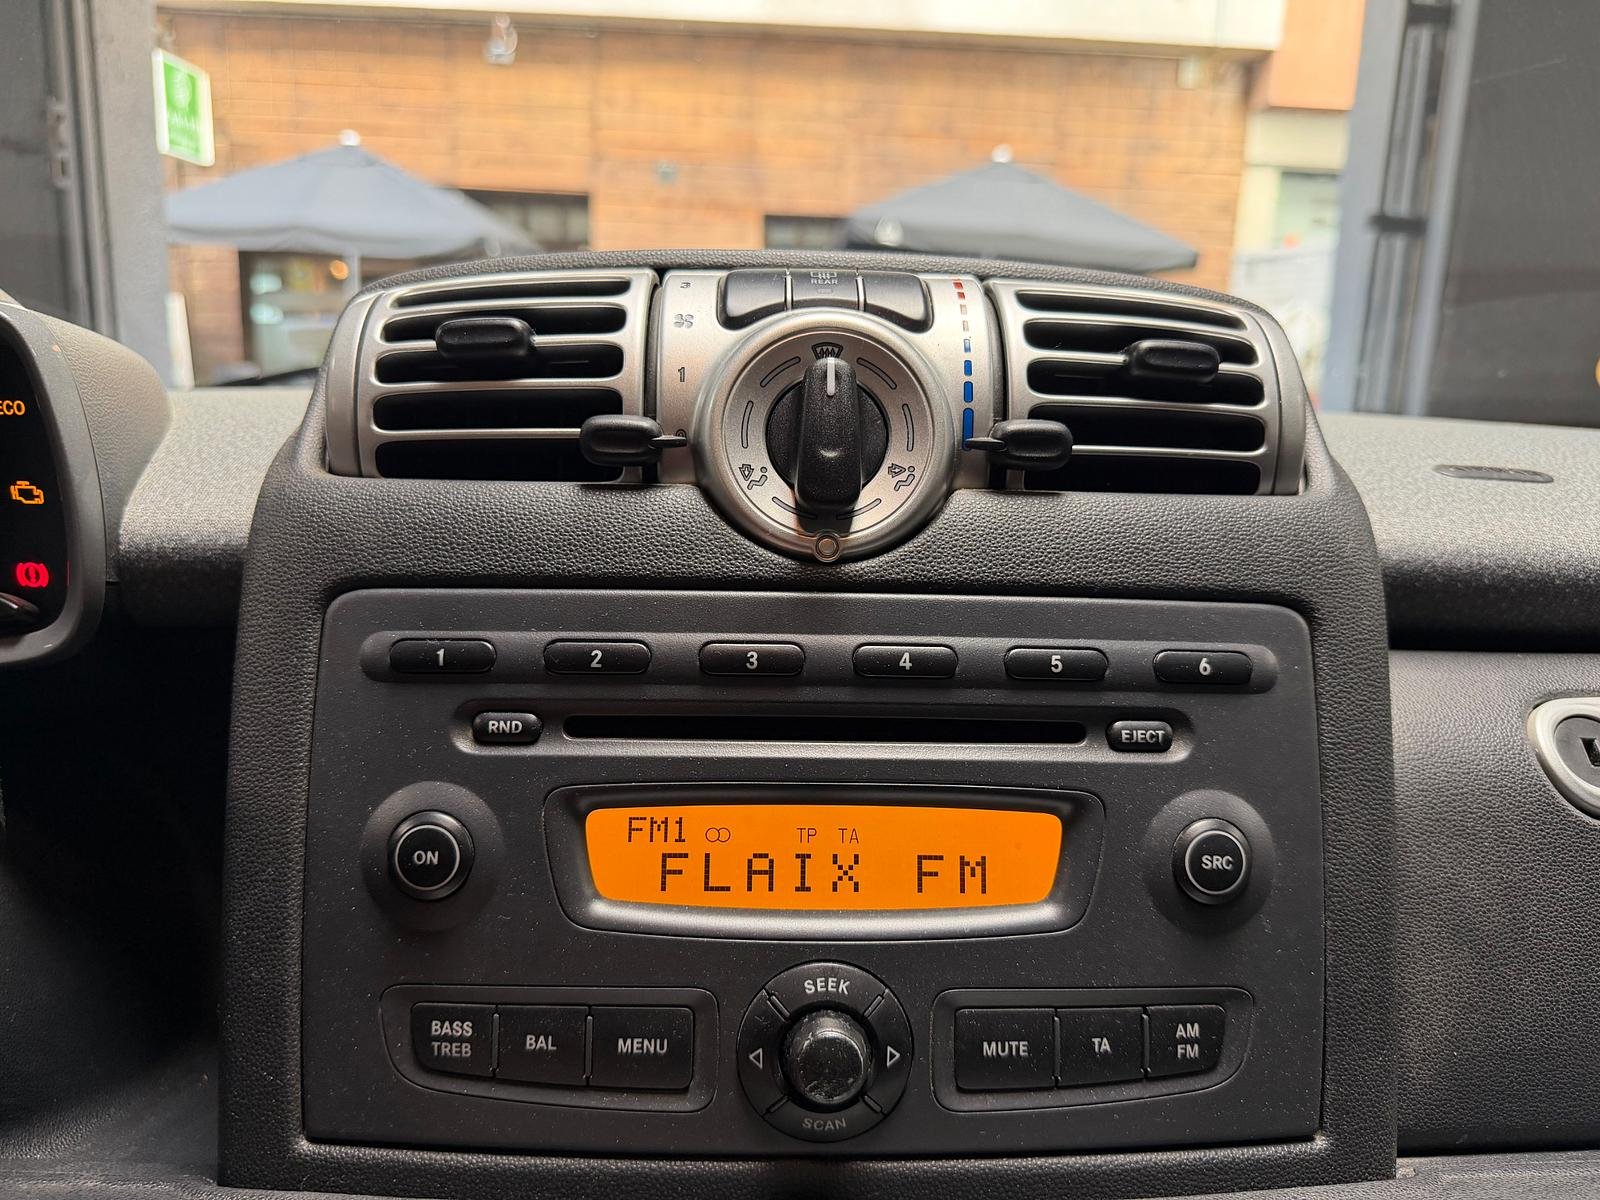 REAR
3
1
0
ECO
1 2 3 4 5 6
RND EJECT
FM1 TP TA
FLAIX FM
ON
SRC
SEEK
BASS
TREB
BAL
MENU
MUTE
TA
AM
FM
SCAN